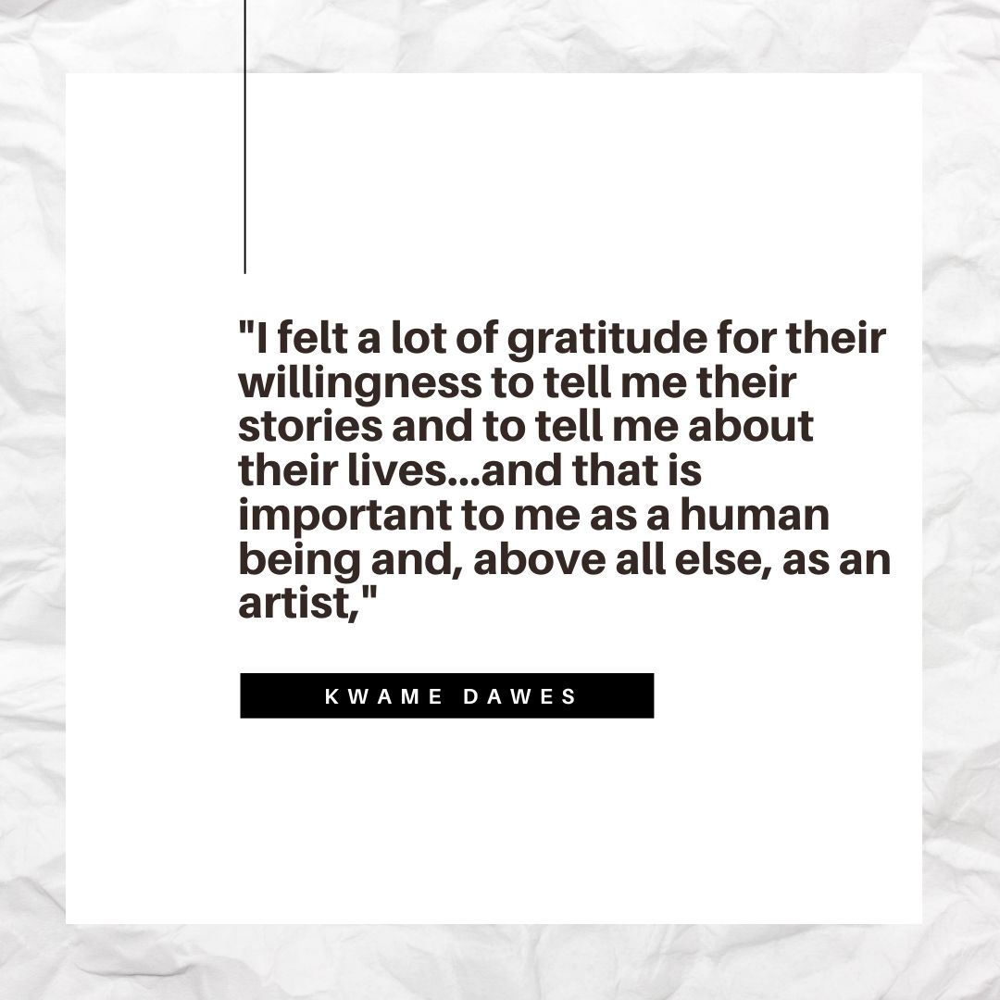 "I felt a lot of gratitude for their
willingness to tell me their
stories and to tell me about
their lives...and that is
important to me as a human
being and, above all else, as an
artist,"
KWAME DAWES